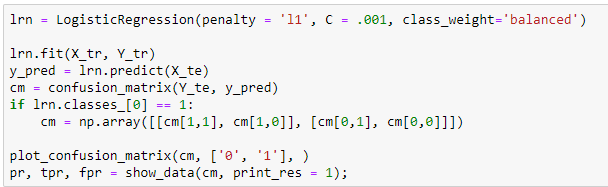 lrn = LogisticRegression(penalty = 'l1', C = .001, class_weight='balanced')
lrn.fit(X_tr, Y_tr)
y_pred = lrn.predict(X_te)
cm = confusion_matrix(Y_te, y_pred)
if lrn.classes_[0] == 1:
    cm = np.array([[cm[1,1], cm[1,0]], [cm[0,1], cm[0,0]]])
plot_confusion_matrix(cm, ['0', '1'], )
pr, tpr, fpr = show_data(cm, print_res = 1);